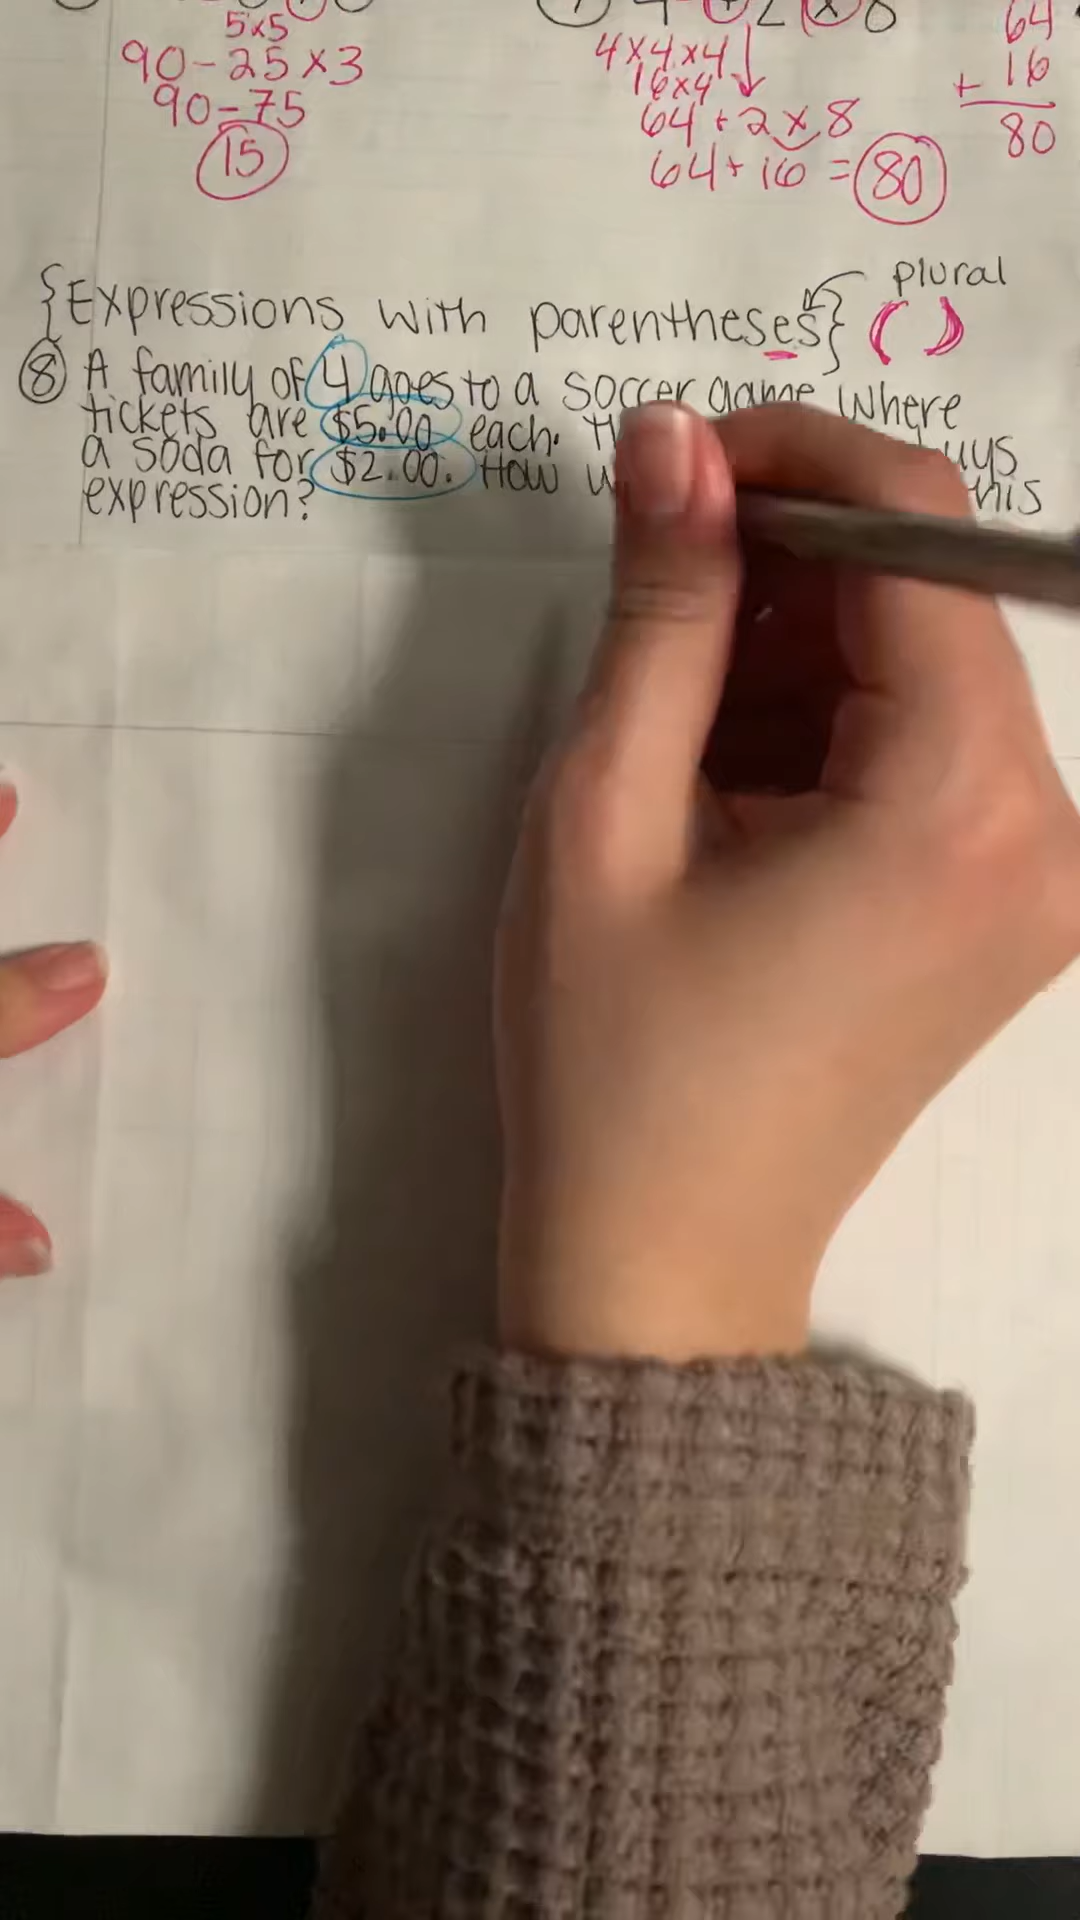 5x5
90-25x3
90-75
15
4x4x4
16x4
64+2x8
64+16=80
64
+16
80
{Expressions with parentheses} ( )
plural
8 A family of 4 goes to a soccer game where
tickets are $5.00 each.
a soda for $2.00. How
expression?